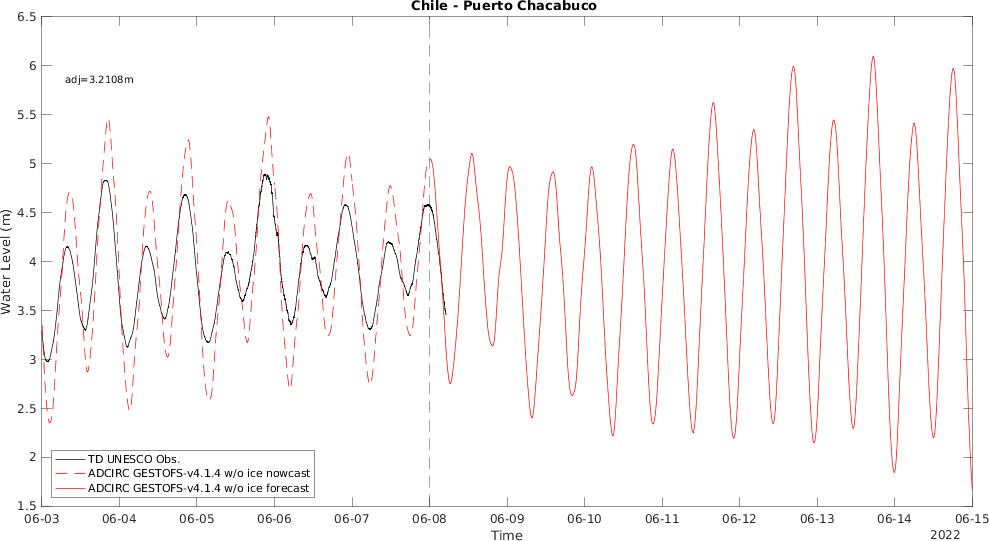 Chile - Puerto Chacabuco
6.5
6
5.5
5
4.5
4
3.5
3
2.5
2
1.5
Water Level (m)
adj=3.2108m
TD UNESCO Obs.
ADCIRC GESTOFS-v4.1.4 w/o ice nowcast
ADCIRC GESTOFS-v4.1.4 w/o ice forecast
06-03 06-04 06-05 06-06 06-07 06-08 06-09 06-10 06-11 06-12 06-13 06-14 06-15
Time
2022